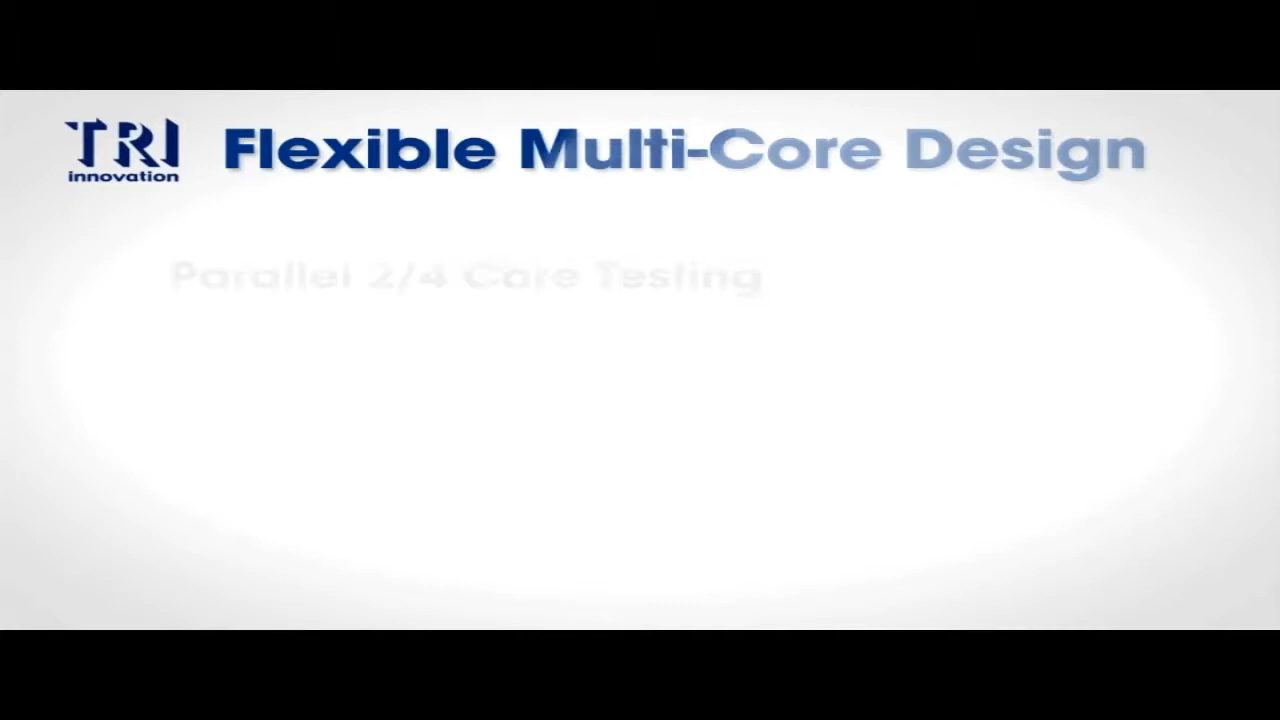 TRI
innovation
Flexible Multi-Core Design
Parallel 2/4 Core Testing